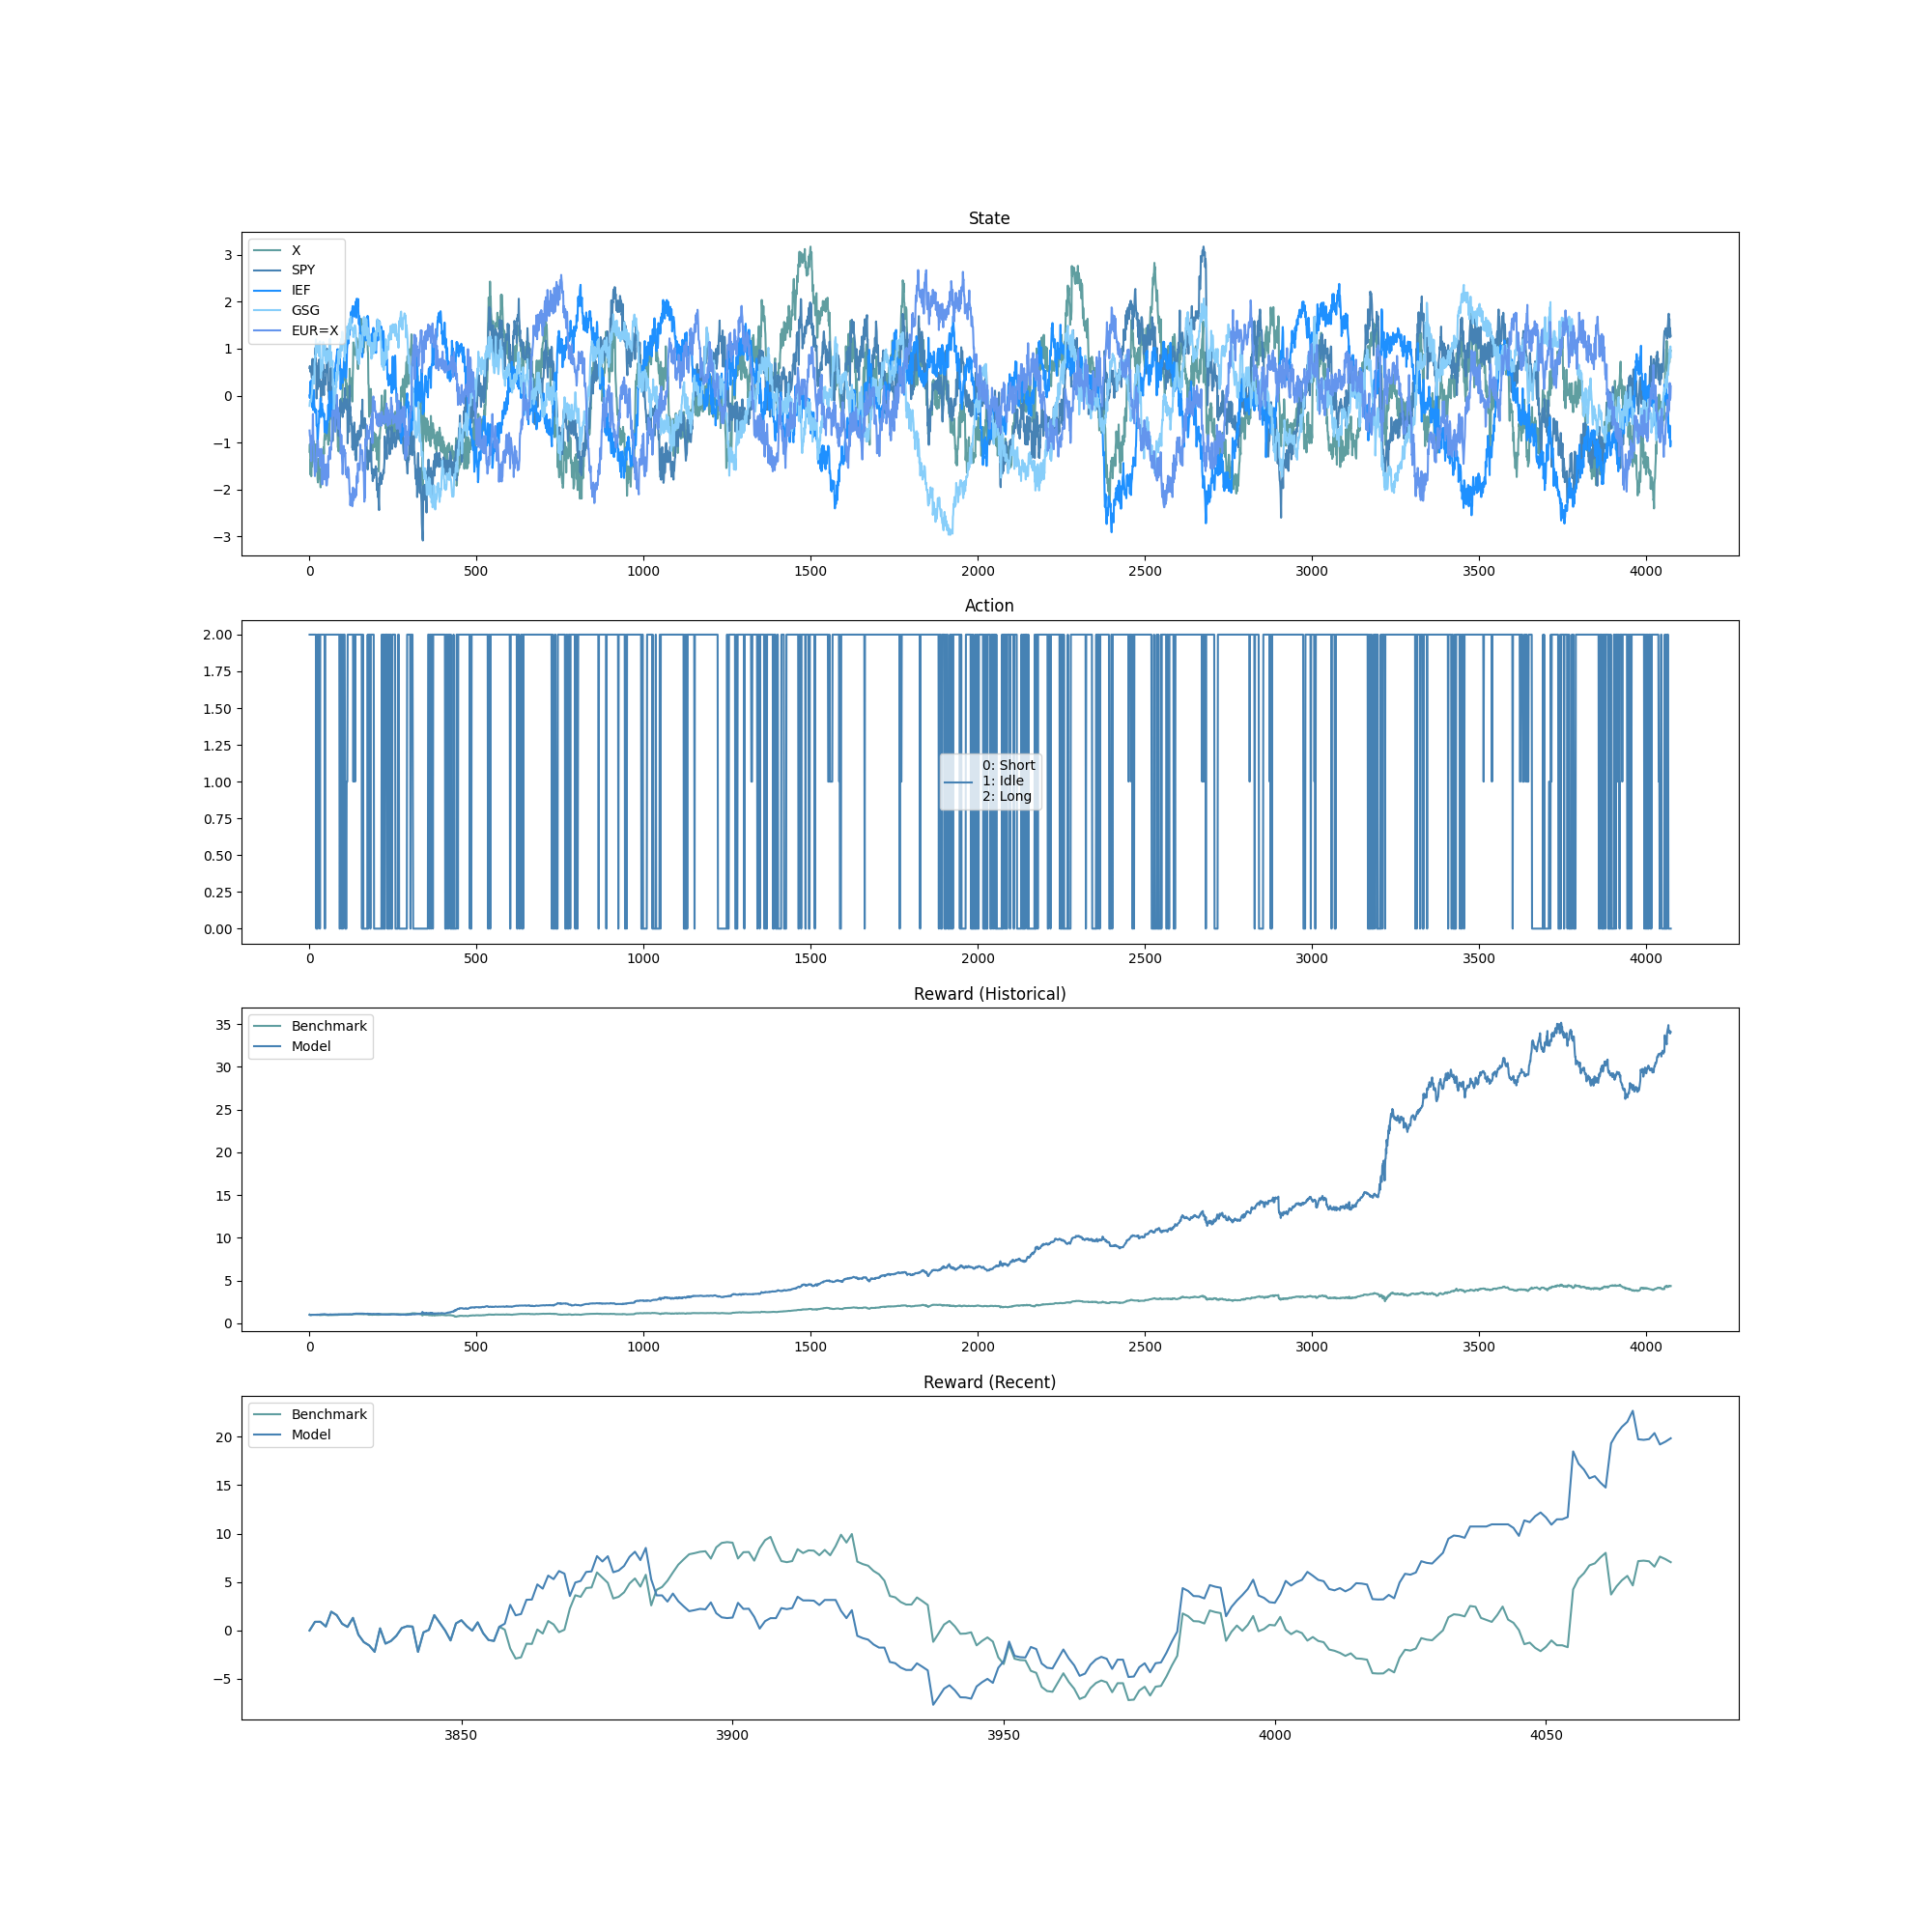 State
3
2
1
0
−1
−2
−3
X
SPY
IEF
GSG
EUR=X
0 500 1000 1500 2000 2500 3000 3500 4000
Action
2.00
1.75
1.50
1.25
1.00
0.75
0.50
0.25
0.00
0: Short
1: Idle
2: Long
0 500 1000 1500 2000 2500 3000 3500 4000
Reward (Historical)
35
30
25
20
15
10
5
0
Benchmark
Model
0 500 1000 1500 2000 2500 3000 3500 4000
Reward (Recent)
20
15
10
5
0
−5
Benchmark
Model
3850 3900 3950 4000 4050